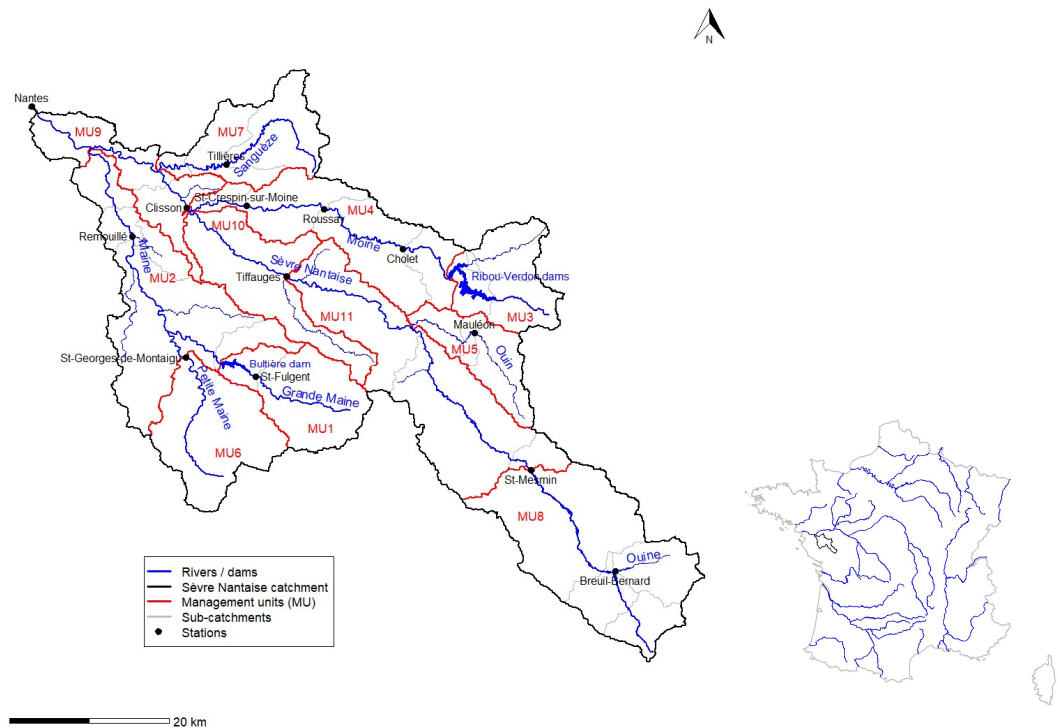 N
Nantes
MU9
MU7
Tillières
Sanguèze
St-Crespin-sur-Moine
Clisson
MU10
Roussay
MU4
Remouillé
Maine
Moine
Cholet
MU2
Sèvre Nantaise
Tiffauges
Ribou-Verdon dams
MU11
MU3
Mauléon
MU5
Ouin
St-Georges-de-Montaigu
Bultière dam
St-Fulgent
Petite Maine
Grande Maine
MU1
MU6
St-Mesmin
MU8
Ouine
Breuil-Bernard
Rivers / dams
Sèvre Nantaise catchment
Management units (MU)
Sub-catchments
Stations
20 km